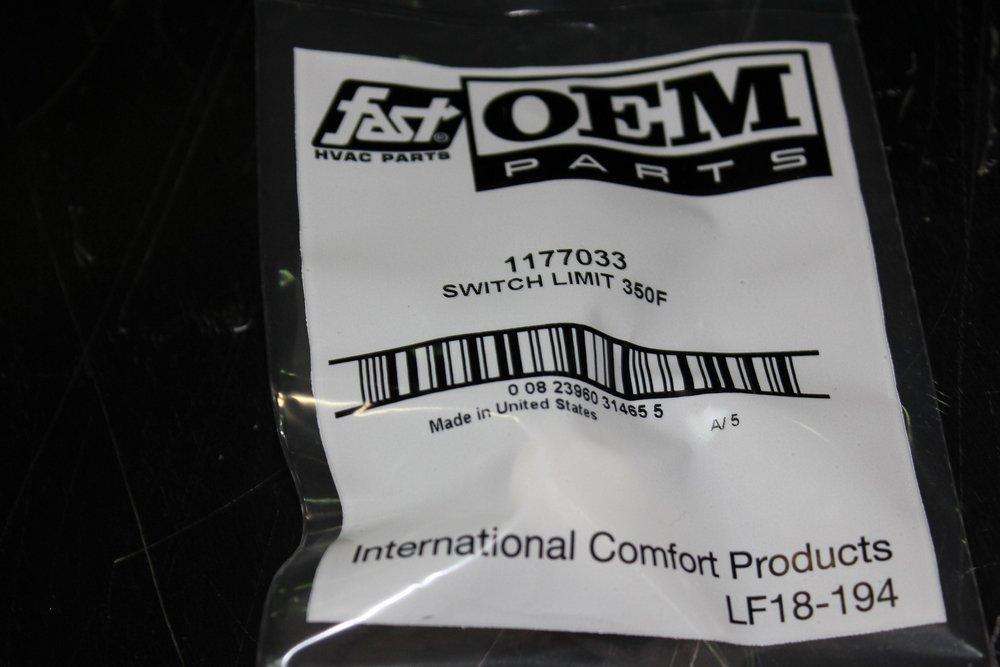 fast®
HVAC PARTS
OEM
PARTS
1177033
SWITCH LIMIT 350F
0 08 23960 31465 5
Made in United States
A/ 5
International Comfort Products
LF18-194